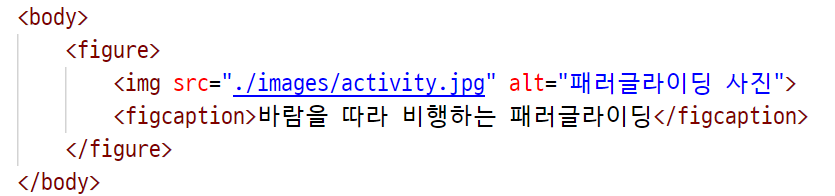 <body>
<figure>
<img src="./images/activity.jpg" alt="패러글라이딩 사진">
<figcaption>바람을 따라 비행하는 패러글라이딩</figcaption>
</figure>
</body>